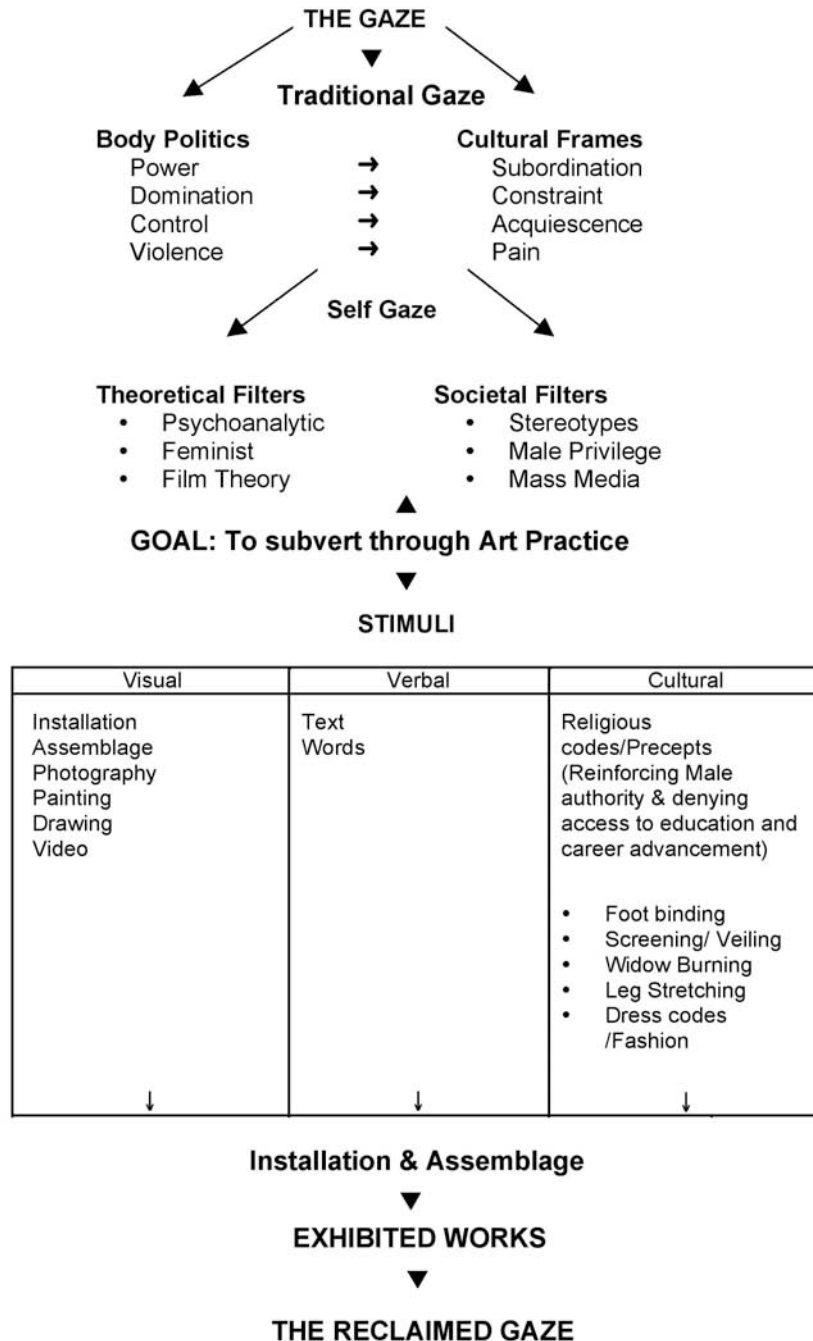 THE GAZE
▼
Traditional Gaze
Body Politics
Cultural Frames
Power ➔ Subordination
Domination ➔ Constraint
Control ➔ Acquiescence
Violence ➔ Pain
Self Gaze
Theoretical Filters
• Psychoanalytic
• Feminist
• Film Theory
Societal Filters
• Stereotypes
• Male Privilege
• Mass Media
▲
GOAL: To subvert through Art Practice
▼
STIMULI
Visual
Installation
Assemblage
Photography
Painting
Drawing
Video
↓
Verbal
Text
Words
↓
Cultural
Religious
codes/Precepts
(Reinforcing Male
authority & denying
access to education and
career advancement)
• Foot binding
• Screening/ Veiling
• Widow Burning
• Leg Stretching
• Dress codes
/Fashion
↓
Installation & Assemblage
▼
EXHIBITED WORKS
▼
THE RECLAIMED GAZE